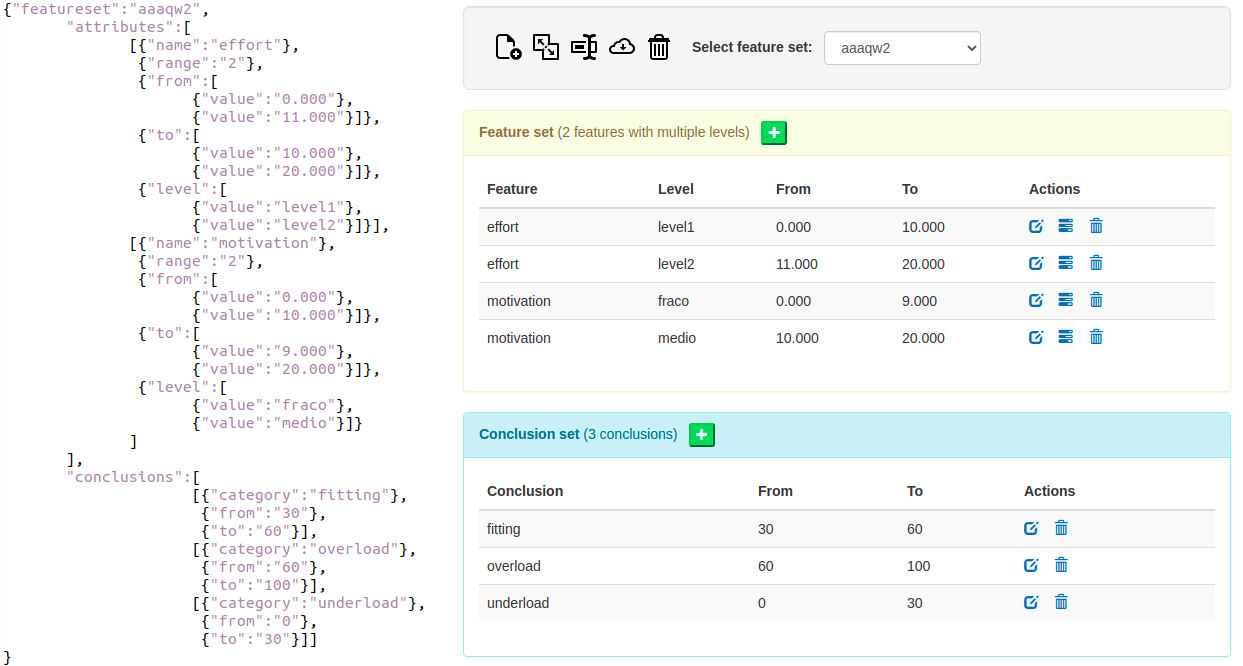 {"featureset":"aaaqw2",
"attributes":[
[{"name":"effort"},
{"range":"2"},
{"from":[
{"value":"0.000"},
{"value":"11.000"}]},
{"to":[
{"value":"10.000"},
{"value":"20.000"}]},
{"level":[
{"value":"level1"},
{"value":"level2"}]}],
[{"name":"motivation"},
{"range":"2"},
{"from":[
{"value":"0.000"},
{"value":"10.000"}]},
{"to":[
{"value":"9.000"},
{"value":"20.000"}]},
{"level":[
{"value":"fraco"},
{"value":"medio"}]}
]
],
"conclusions":[
[{"category":"fitting"},
{"from":"30"},
{"to":"60"}],
[{"category":"overload"},
{"from":"60"},
{"to":"100"}],
[{"category":"underload"},
{"from":"0"},
{"to":"30"}]]
}
Select feature set: aaaqw2
Feature set (2 features with multiple levels)
Feature Level From To Actions
effort level1 0.000 10.000
effort level2 11.000 20.000
motivation fraco 0.000 9.000
motivation medio 10.000 20.000
Conclusion set (3 conclusions)
Conclusion From To Actions
fitting 30 60
overload 60 100
underload 0 30